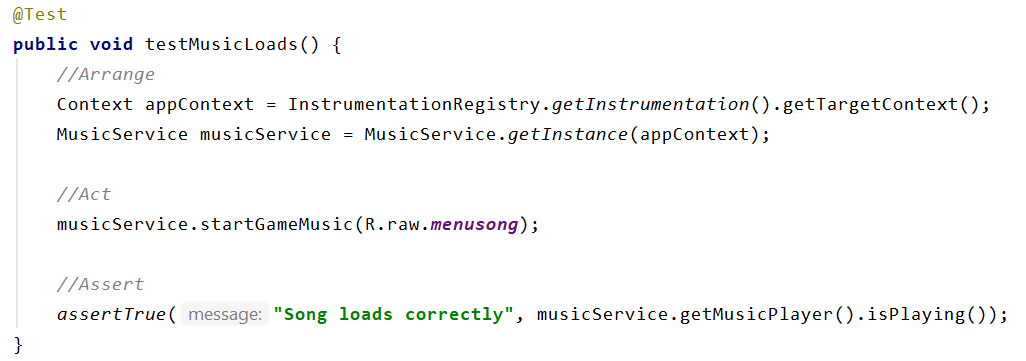 @Test
public void testMusicLoads() {
//Arrange
Context appContext = InstrumentationRegistry.getInstrumentation().getTargetContext();
MusicService musicService = MusicService.getInstance(appContext);
//Act
musicService.startGameMusic(R.raw.menusong);
//Assert
assertTrue( message: "Song loads correctly", musicService.getMusicPlayer().isPlaying());
}